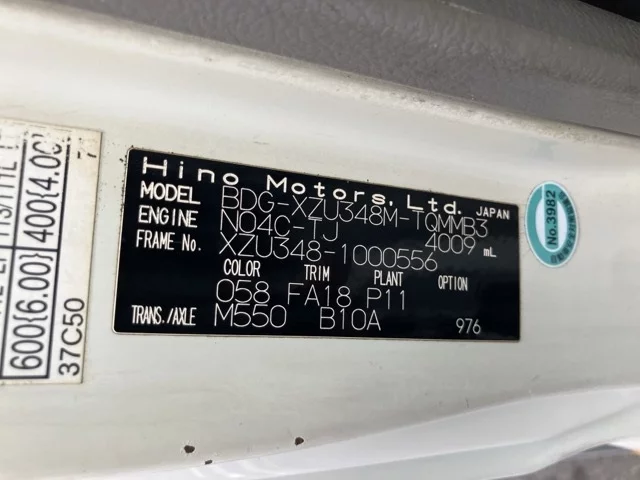 Hino Motors, Ltd. JAPAN
MODEL BDG-XZU348M-TQMMB3
ENGINE N04C-TJ 4009 mL
FRAME No. XZU348-1000556
COLOR TRIM PLANT OPTION
058 FA18 P11
TRANS./AXLE M550 B10A 976
No.3982
600{6.00} 400{4.00}
37C50